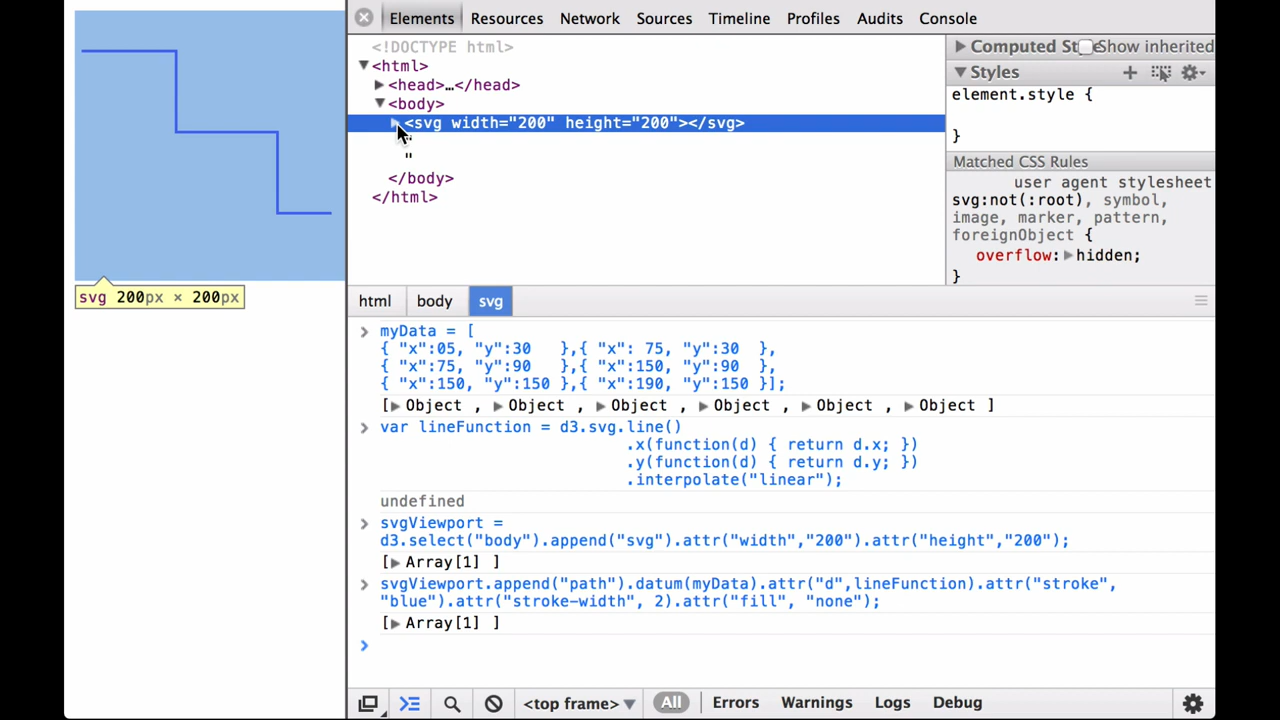 Elements Resources Network Sources Timeline Profiles Audits Console
<!DOCTYPE html>
<html>
<head>…</head>
<body>
<svg width="200" height="200"></svg>
"
"
</body>
</html>
Computed Sty Show inherited
Styles
element.style {
}
Matched CSS Rules
user agent stylesheet
svg:not(:root), symbol,
image, marker, pattern,
foreignObject {
overflow: hidden;
}
svg 200px × 200px
html body svg
myData = [
{ "x":05, "y":30 },{ "x": 75, "y":30 },
{ "x":75, "y":90 },{ "x":150, "y":90 },
{ "x":150, "y":150 },{ "x":190, "y":150 }];
[ Object , Object , Object , Object , Object , Object ]
var lineFunction = d3.svg.line()
.x(function(d) { return d.x; })
.y(function(d) { return d.y; })
.interpolate("linear");
undefined
svgViewport =
d3.select("body").append("svg").attr("width","200").attr("height","200");
[ Array[1] ]
svgViewport.append("path").datum(myData).attr("d",lineFunction).attr("stroke",
"blue").attr("stroke-width", 2).attr("fill", "none");
[ Array[1] ]
<top frame> All Errors Warnings Logs Debug